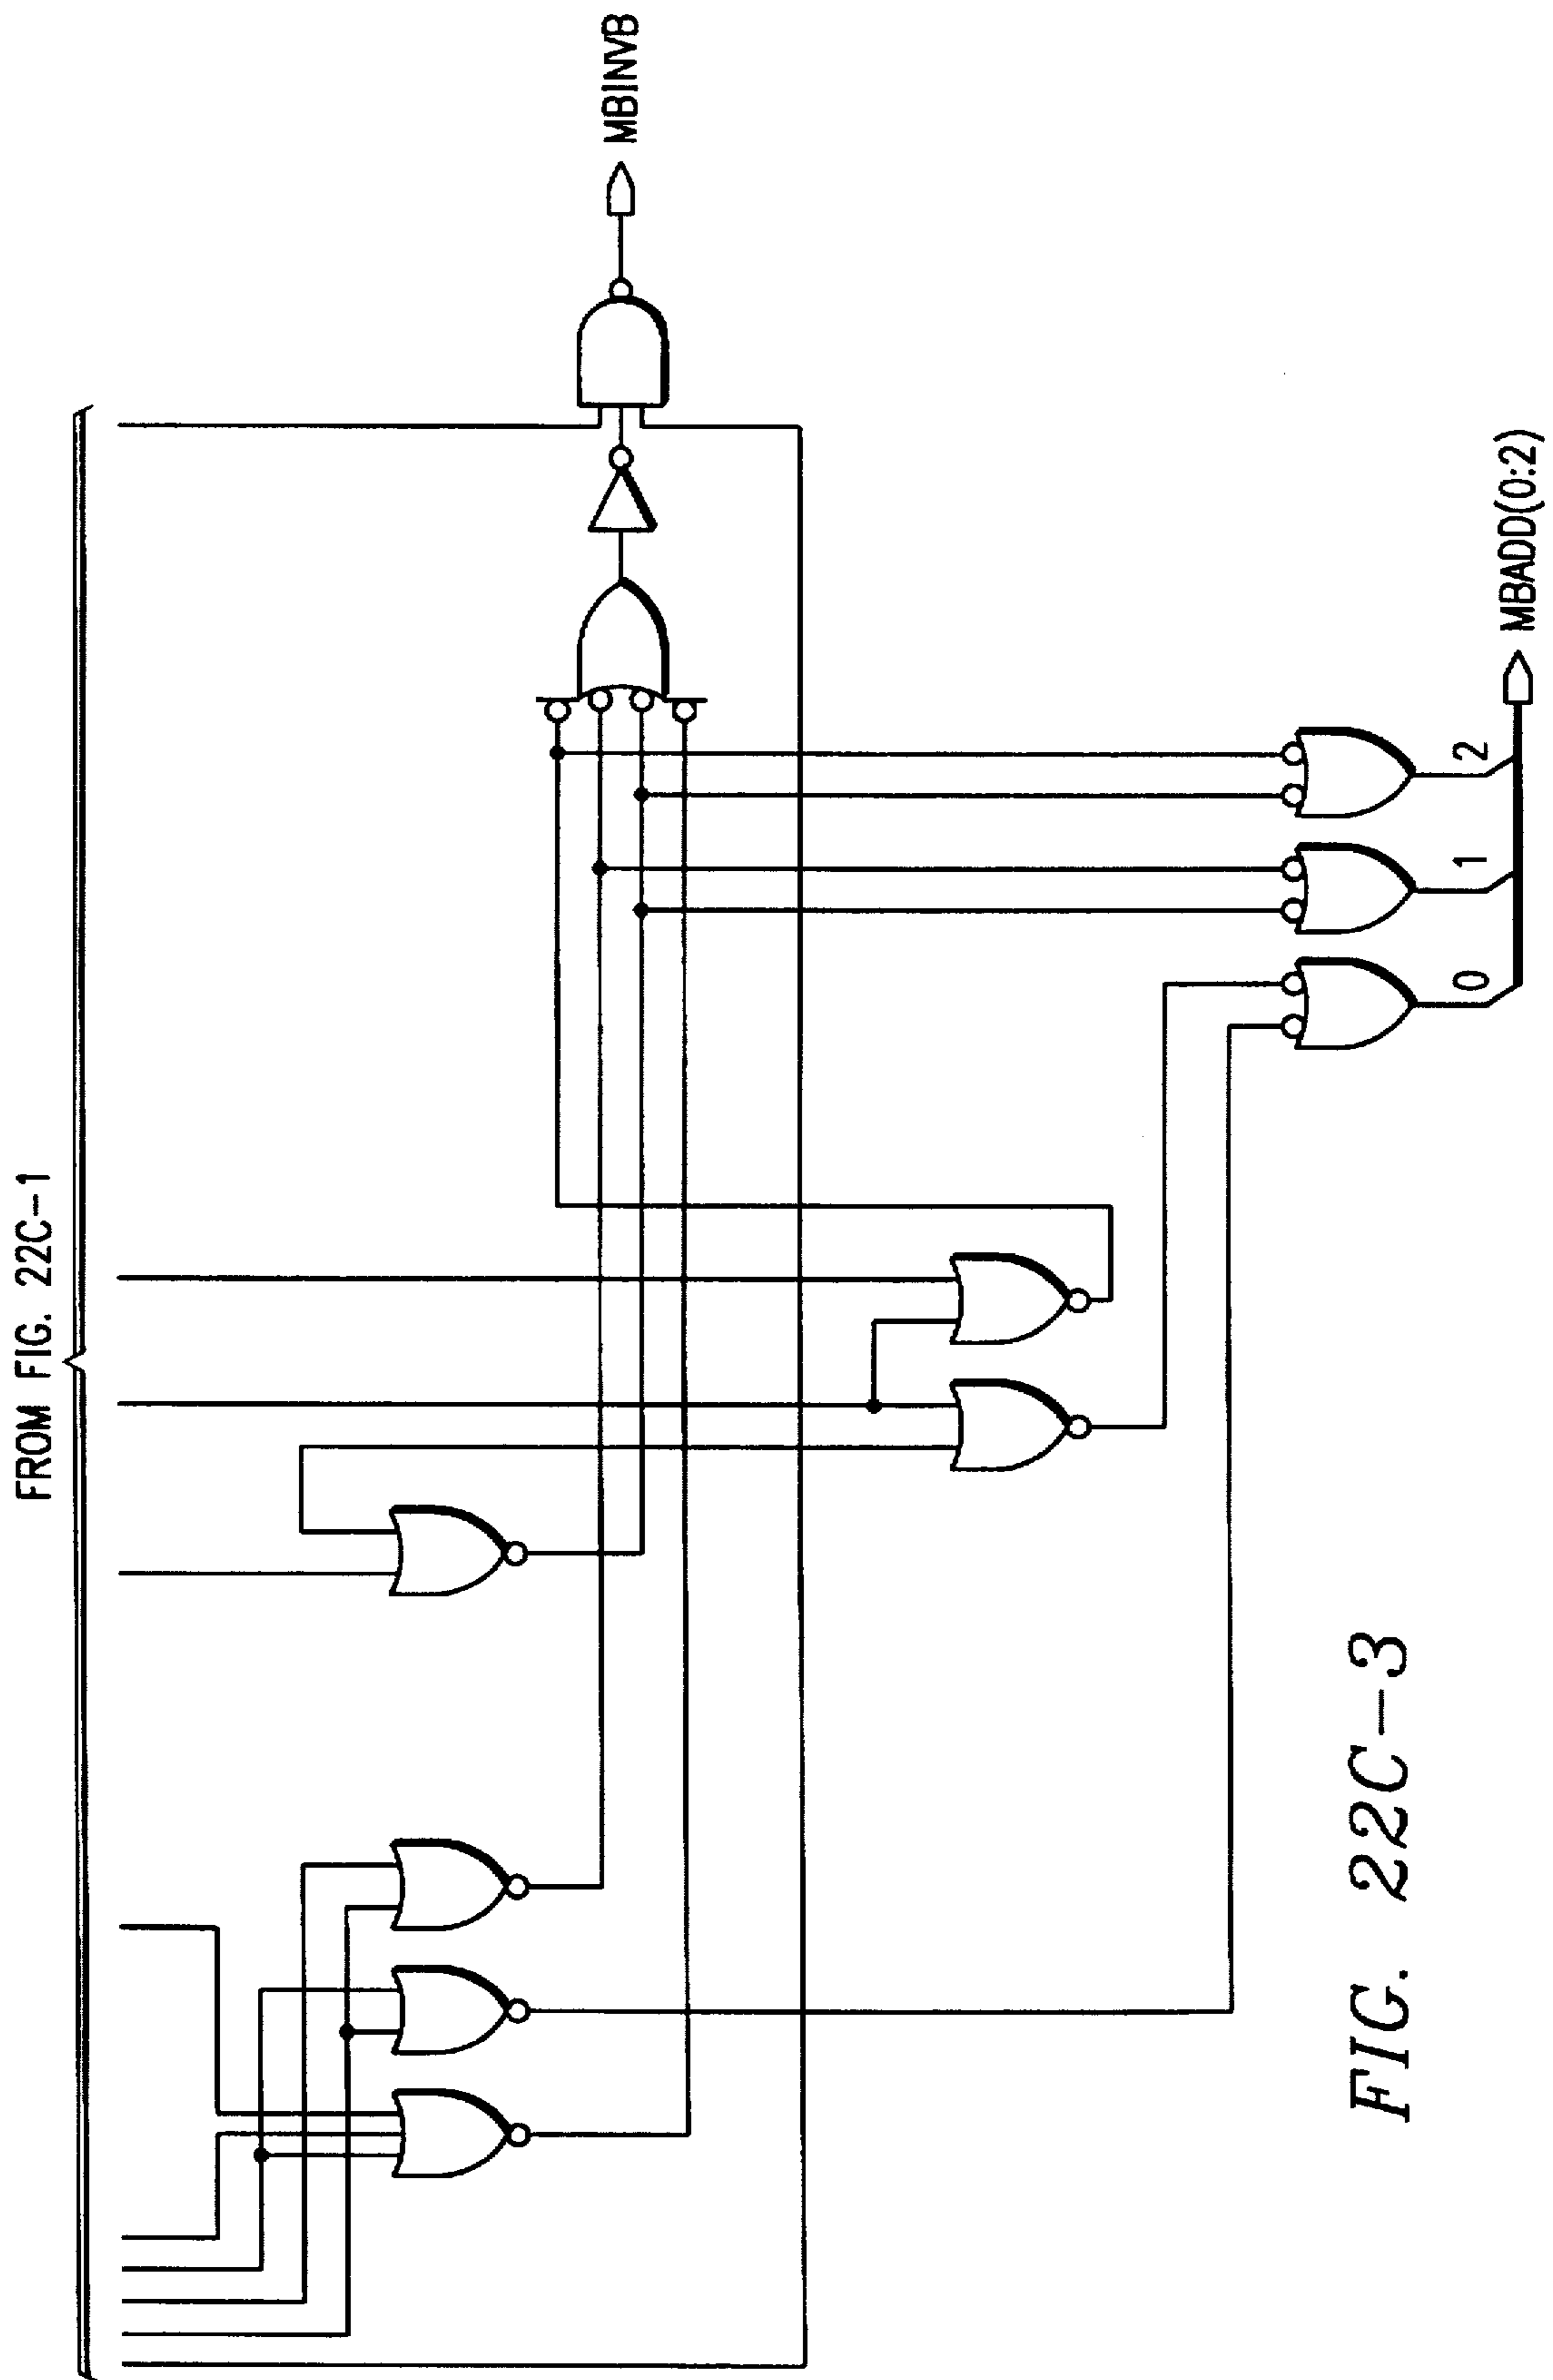 FROM FIG. 22C-1
MBINVB
2
1
0
MBADD(0:2)
FIG. 22C-3